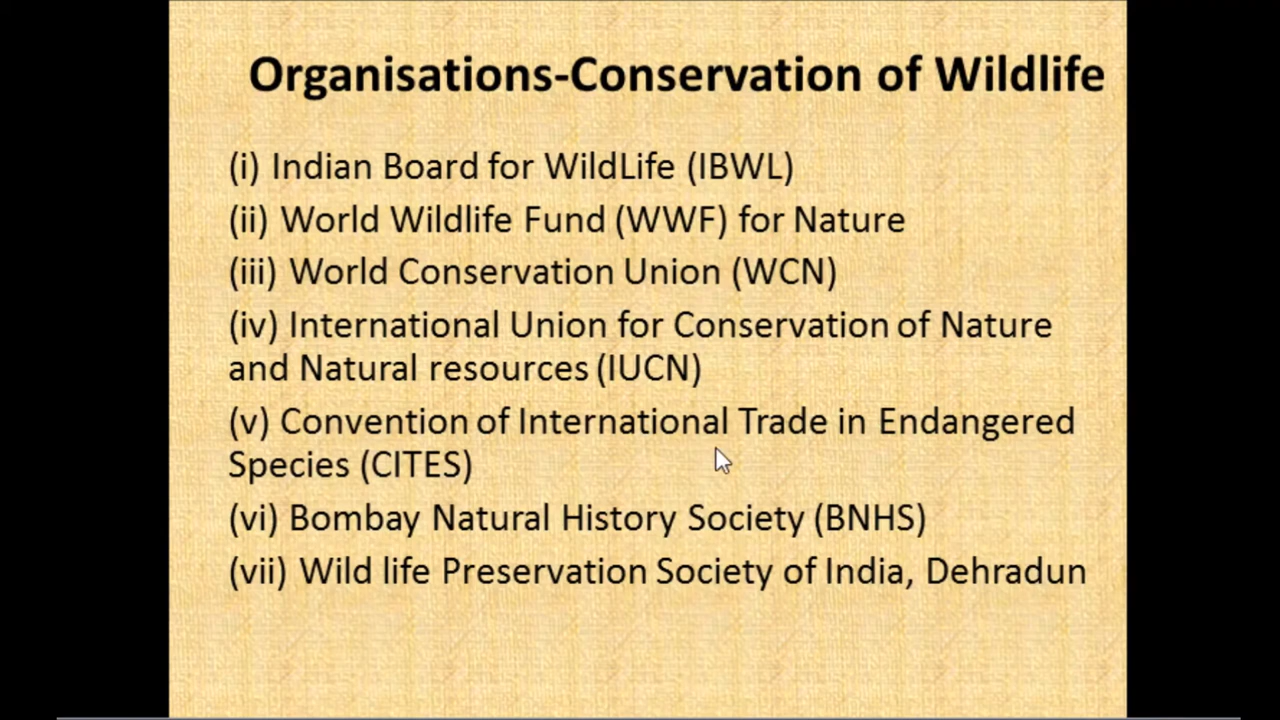 Organisations-Conservation of Wildlife
(i) Indian Board for WildLife (IBWL)
(ii) World Wildlife Fund (WWF) for Nature
(iii) World Conservation Union (WCN)
(iv) International Union for Conservation of Nature
and Natural resources (IUCN)
(v) Convention of International Trade in Endangered
Species (CITES)
(vi) Bombay Natural History Society (BNHS)
(vii) Wild life Preservation Society of India, Dehradun